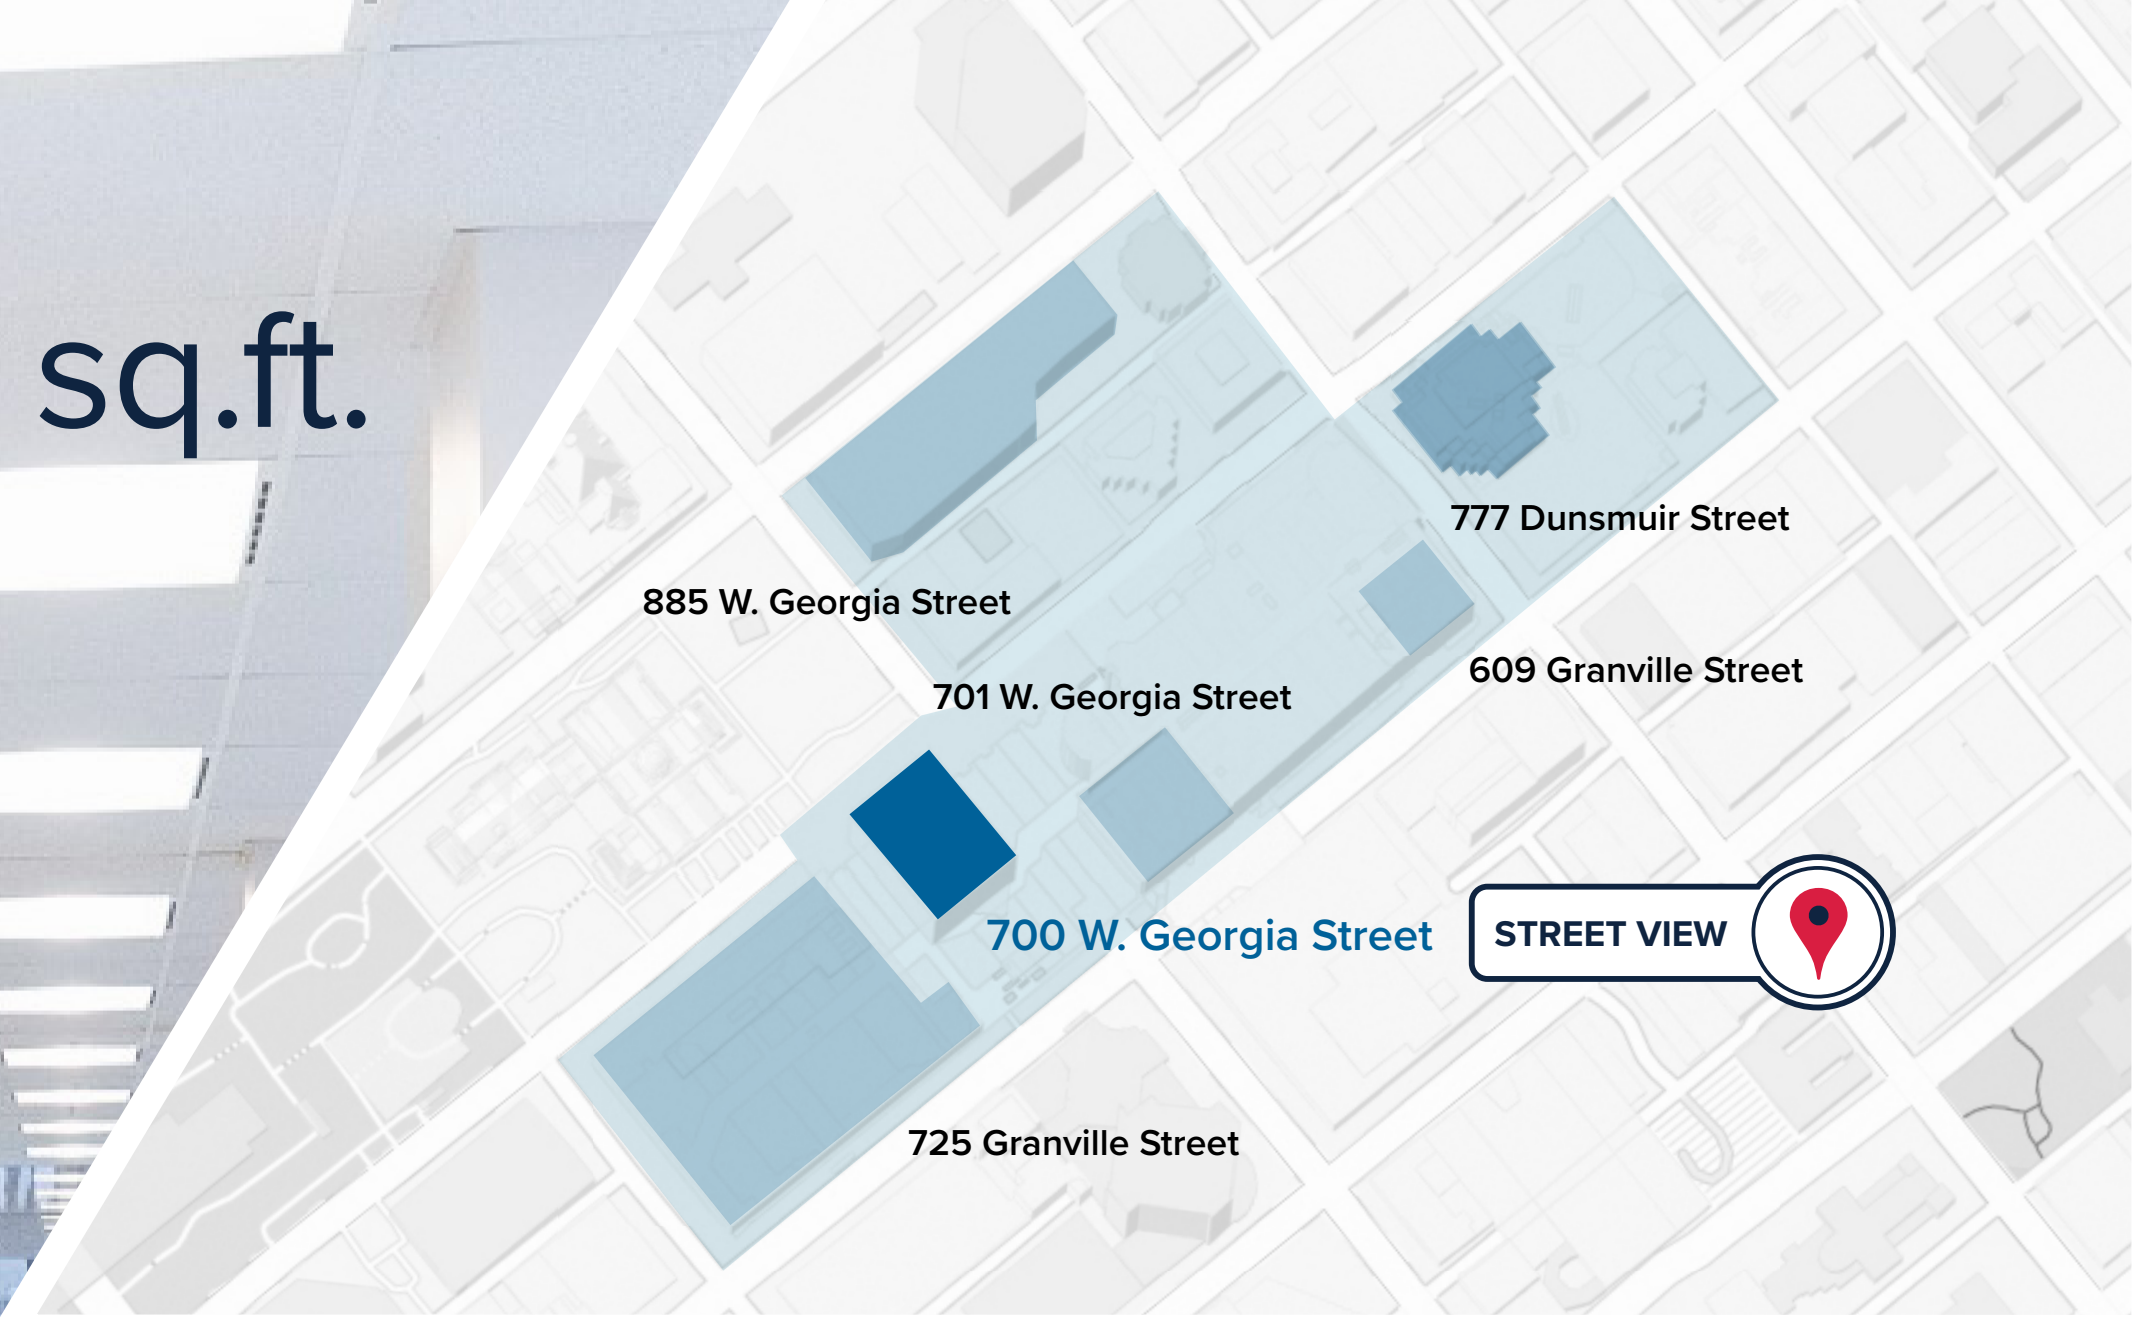 sq.ft.
777 Dunsmuir Street
885 W. Georgia Street
609 Granville Street
701 W. Georgia Street
700 W. Georgia Street
STREET VIEW
725 Granville Street